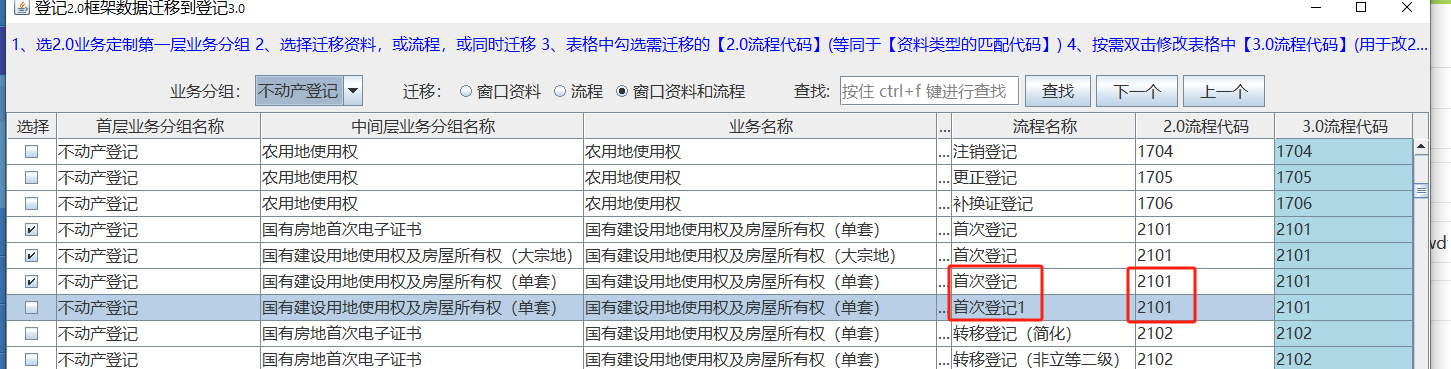 登记2.0框架数据迁移到登记3.0
1、选2.0业务定制第一层业务分组 2、选择迁移资料，或流程，或同时迁移 3、表格中勾选需迁移的【2.0流程代码】(等同于【资料类型的匹配代码】) 4、按需双击修改表格中【3.0流程代码】(用于改2...
业务分组： 不动产登记 迁移： 窗口资料 流程 窗口资料和流程 查找: 按住 ctrl+f 键进行查找 查找 下一个 上一个
选择 首层业务分组名称 中间层业务分组名称 业务名称 ... 流程名称 2.0流程代码 3.0流程代码
不动产登记 农用地使用权 农用地使用权 ... 注销登记 1704 1704
不动产登记 农用地使用权 农用地使用权 ... 更正登记 1705 1705
不动产登记 农用地使用权 农用地使用权 ... 补换证登记 1706 1706
不动产登记 国有房地首次电子证书 国有建设用地使用权及房屋所有权（单套） ... 首次登记 2101 2101
不动产登记 国有建设用地使用权及房屋所有权（大宗地） 国有建设用地使用权及房屋所有权（大宗地） ... 首次登记 2101 2101
不动产登记 国有建设用地使用权及房屋所有权（单套） 国有建设用地使用权及房屋所有权（单套） ... 首次登记 2101 2101
不动产登记 国有建设用地使用权及房屋所有权（单套） 国有建设用地使用权及房屋所有权（单套） ... 首次登记1 2101 2101
不动产登记 国有房地首次电子证书 国有建设用地使用权及房屋所有权（单套） ... 转移登记（简化） 2102 2102
不动产登记 国有房地首次电子证书 国有建设用地使用权及房屋所有权（单套） ... 转移登记（非立等二级） 2102 2102
wd